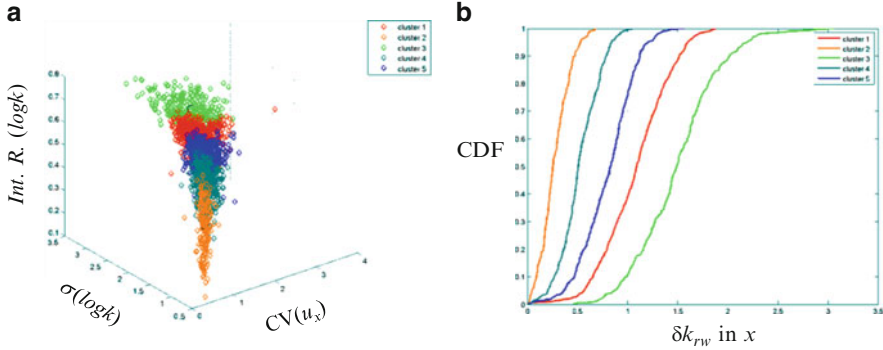 a
cluster 1
cluster 2
cluster 3
cluster 4
cluster 5
Int. R. (logk)
0.8
0.7
0.6
0.5
0.4
0.3
0.2
0.1
3.5
3
2.5
2
1.5
1
0.5
σ(logk)
0
1
2
3
4
CV(u_x)
b
cluster 1
cluster 2
cluster 3
cluster 4
cluster 5
CDF
1
0.9
0.8
0.7
0.6
0.5
0.4
0.3
0.2
0.1
0
0
0.5
1
1.5
2
2.5
3
3.5
δk_rw in x